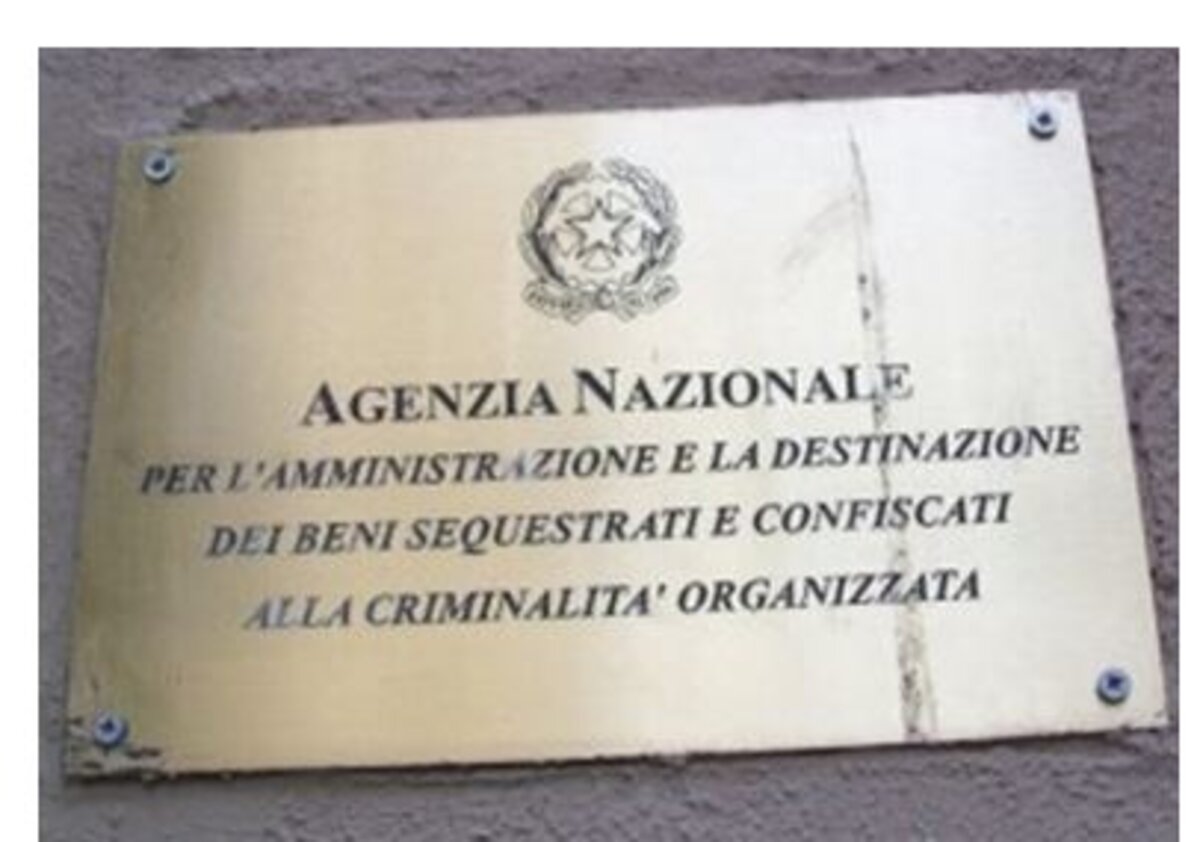 AGENZIA NAZIONALE
PER L'AMMINISTRAZIONE E LA DESTINAZIONE
DEI BENI SEQUESTRATI E CONFISCATI
ALLA CRIMINALITA' ORGANIZZATA